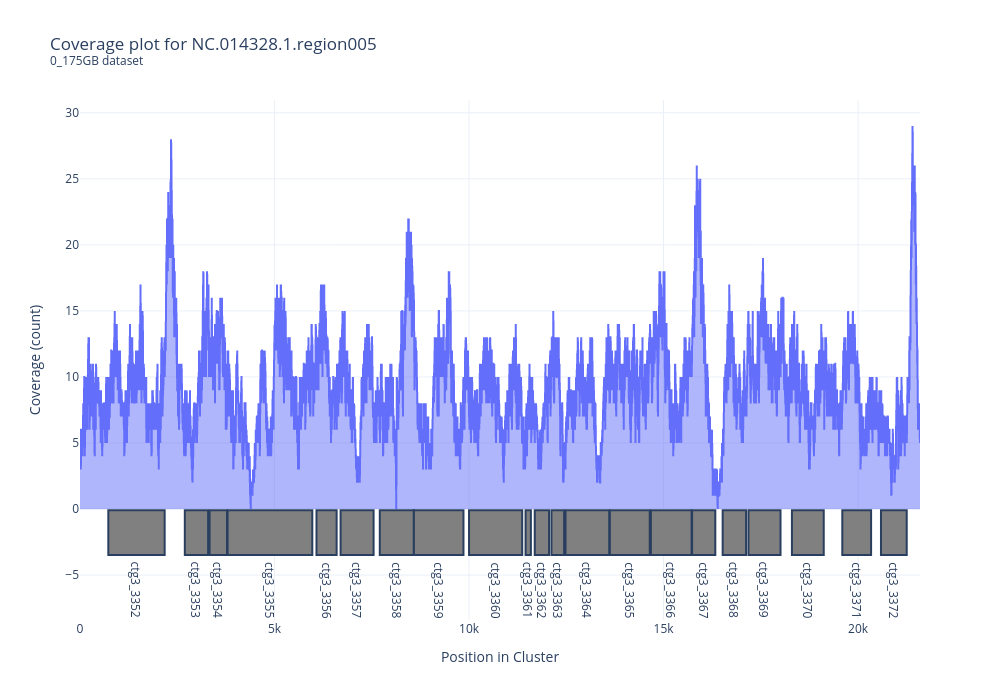 Coverage plot for NC.014328.1.region005
0_175GB dataset
30
25
20
15
10
5
0
−5
Coverage (count)
ctg3_3352
ctg3_3353
ctg3_3354
ctg3_3355
ctg3_3356
ctg3_3357
ctg3_3358
ctg3_3359
ctg3_3360
ctg3_3361
ctg3_3362
ctg3_3363
ctg3_3364
ctg3_3365
ctg3_3366
ctg3_3367
ctg3_3368
ctg3_3369
ctg3_3370
ctg3_3371
ctg3_3372
0 5k 10k 15k 20k
Position in Cluster